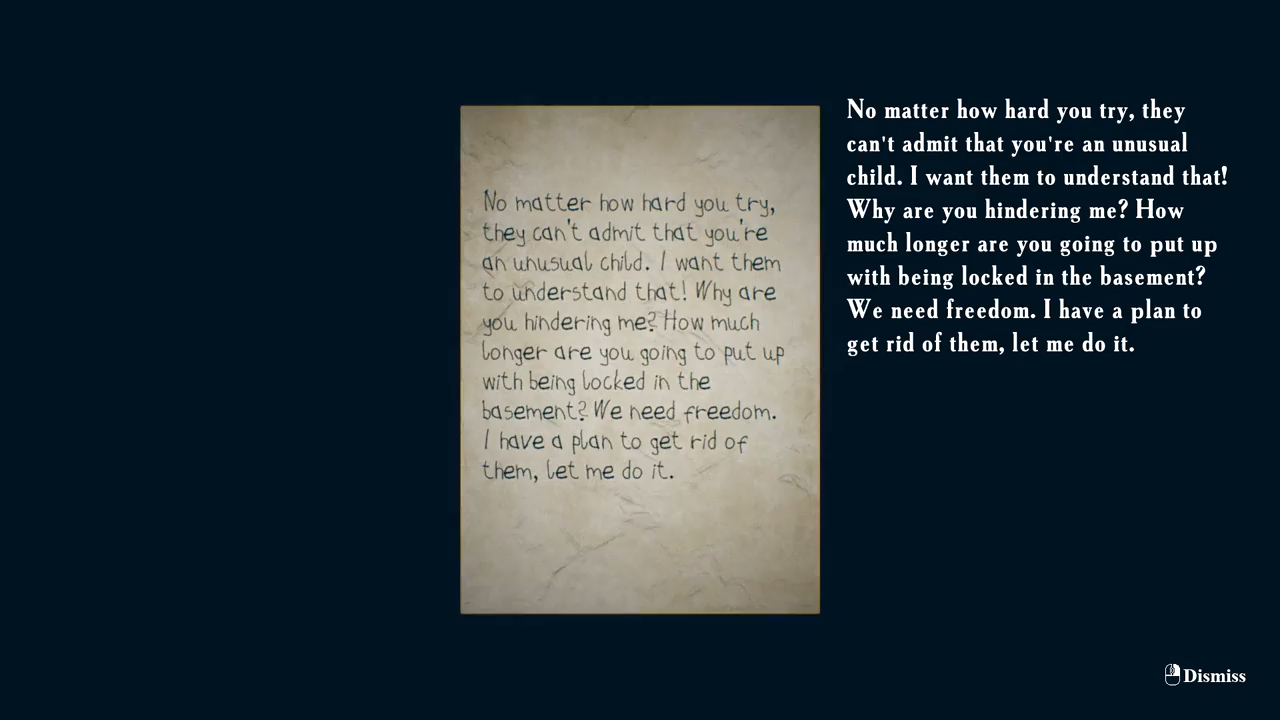 No matter how hard you try,
they can't admit that you're
an unusual child. I want them
to understand that! Why are
you hindering me? How much
longer are you going to put up
with being locked in the
basement? We need freedom.
I have a plan to get rid of
them, let me do it.
No matter how hard you try, they
can't admit that you're an unusual
child. I want them to understand that!
Why are you hindering me? How
much longer are you going to put up
with being locked in the basement?
We need freedom. I have a plan to
get rid of them, let me do it.
Dismiss